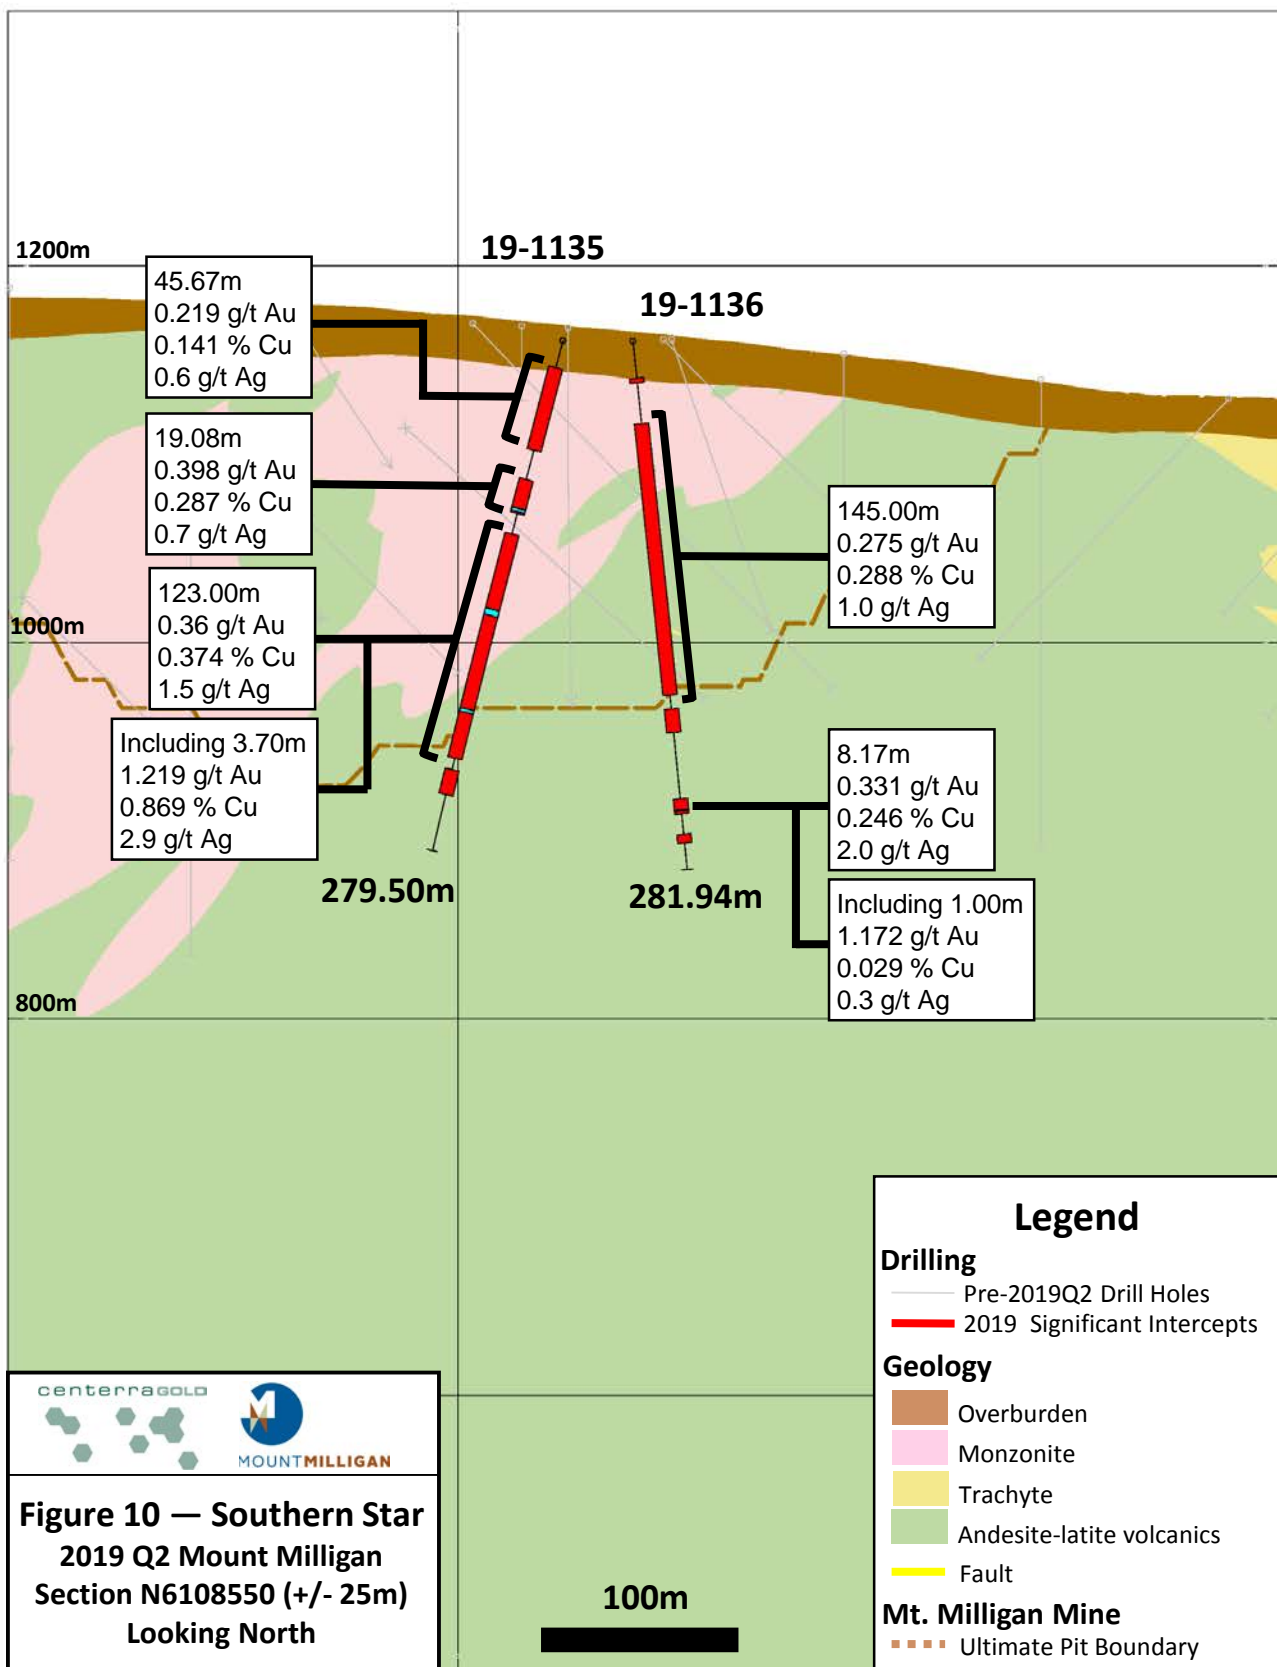 1200m
19-1135
19-1136
45.67m
0.219 g/t Au
0.141 % Cu
0.6 g/t Ag
19.08m
0.398 g/t Au
0.287 % Cu
0.7 g/t Ag
123.00m
0.36 g/t Au
0.374 % Cu
1.5 g/t Ag
Including 3.70m
1.219 g/t Au
0.869 % Cu
2.9 g/t Ag
1000m
145.00m
0.275 g/t Au
0.288 % Cu
1.0 g/t Ag
8.17m
0.331 g/t Au
0.246 % Cu
2.0 g/t Ag
Including 1.00m
1.172 g/t Au
0.029 % Cu
0.3 g/t Ag
279.50m
281.94m
800m
Legend
Drilling
Pre-2019Q2 Drill Holes
2019 Significant Intercepts
Geology
Overburden
Monzonite
Trachyte
Andesite-latite volcanics
Fault
Mt. Milligan Mine
Ultimate Pit Boundary
centerraGOLD
MOUNTMILLIGAN
Figure 10 — Southern Star
2019 Q2 Mount Milligan
Section N6108550 (+/- 25m)
Looking North
100m